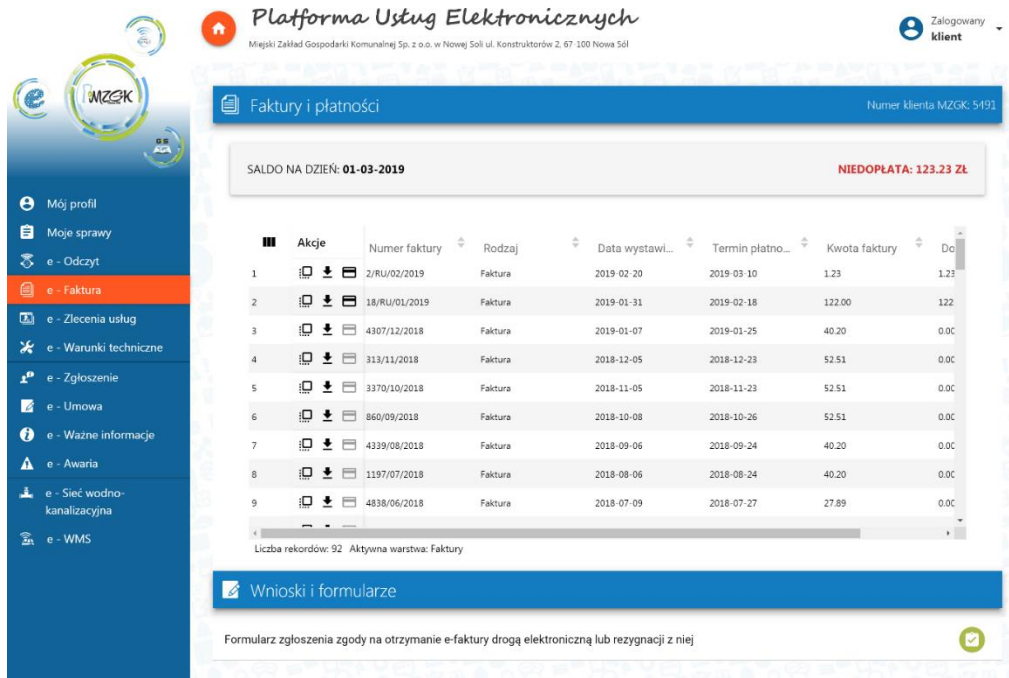 Platforma Usług Elektronicznych
Miejski Zakład Gospodarki Komunalnej Sp. z o.o. w Nowej Soli ul. Konstruktorów 2, 67-100 Nowa Sól
Zalogowany
klient
e
MZGK
GS
Mój profil
Moje sprawy
e - Odczyt
e - Faktura
e - Zlecenia usług
e - Warunki techniczne
e - Zgłoszenie
e - Umowa
e - Ważne informacje
e - Awaria
e - Sieć wodno-
kanalizacyjna
e - WMS
Faktury i płatności Numer klienta MZGK: 5491
SALDO NA DZIEŃ: 01-03-2019 NIEDOPŁATA: 123.23 ZŁ
Akcje Numer faktury Rodzaj Data wystawi... Termin płatno... Kwota faktury Do
1 2/RU/02/2019 Faktura 2019-02-20 2019-03-10 1.23 1.23
2 18/RU/01/2019 Faktura 2019-01-31 2019-02-18 122.00 122
3 4307/12/2018 Faktura 2019-01-07 2019-01-25 40.20 0.00
4 313/11/2018 Faktura 2018-12-05 2018-12-23 52.51 0.00
5 3370/10/2018 Faktura 2018-11-05 2018-11-23 52.51 0.00
6 860/09/2018 Faktura 2018-10-08 2018-10-26 52.51 0.00
7 4339/08/2018 Faktura 2018-09-06 2018-09-24 40.20 0.00
8 1197/07/2018 Faktura 2018-08-06 2018-08-24 40.20 0.00
9 4838/06/2018 Faktura 2018-07-09 2018-07-27 27.89 0.00
Liczba rekordów: 92 Aktywna warstwa: Faktury
Wnioski i formularze
Formularz zgłoszenia zgody na otrzymanie e-faktury drogą elektroniczną lub rezygnacji z niej